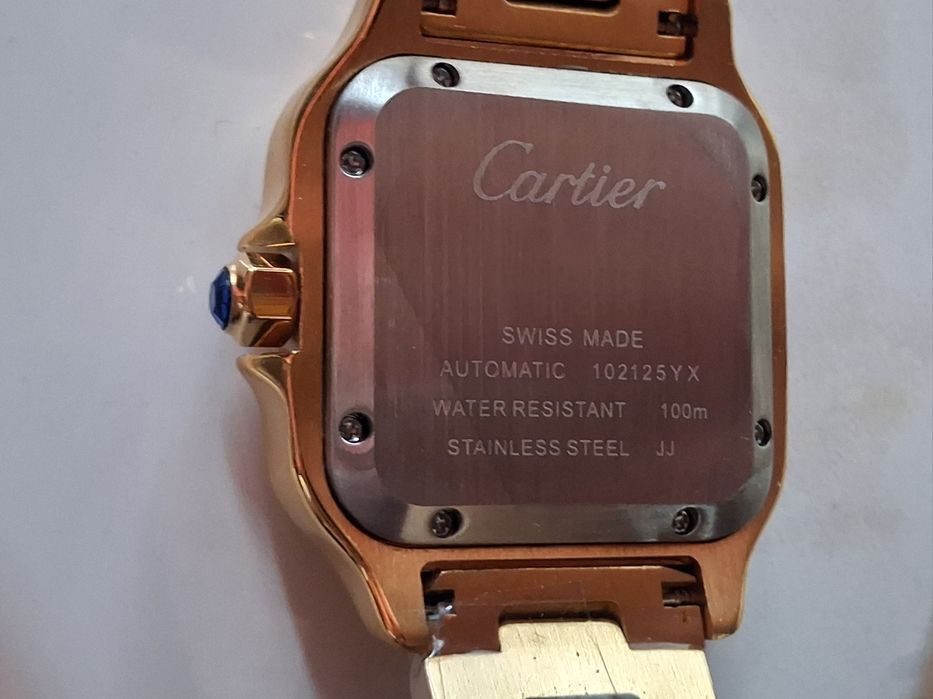 Cartier
SWISS MADE
AUTOMATIC 102125YX
WATER RESISTANT 100m
STAINLESS STEEL JJ